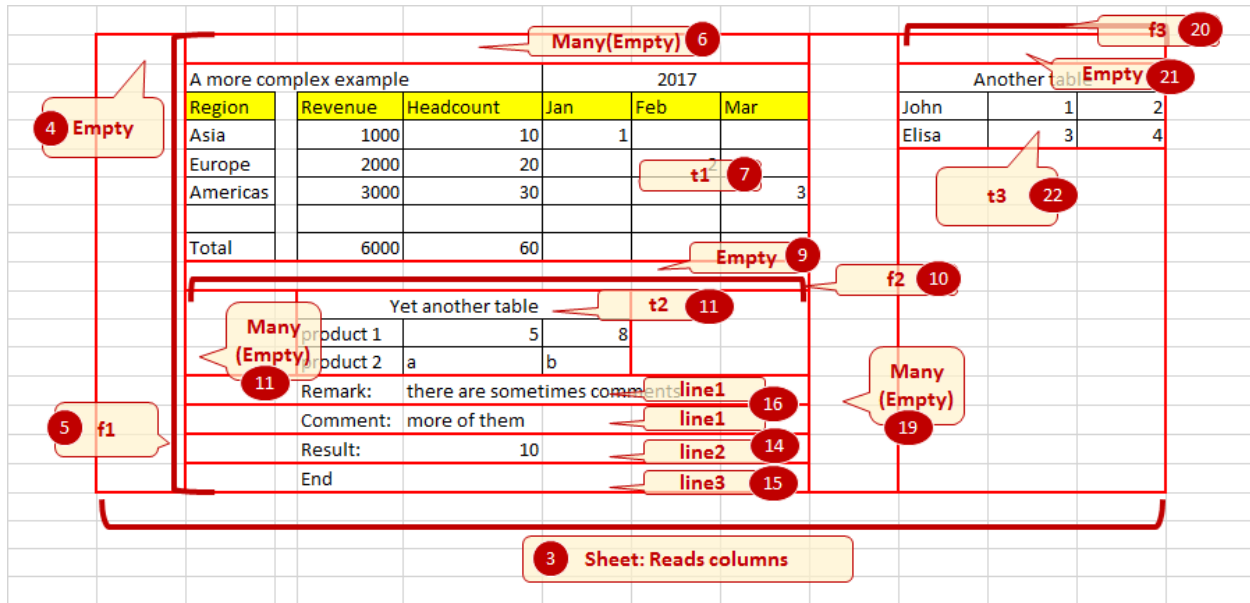 f3 20
Many(Empty) 6
Empty 21
A more complex example 2017
Another table
Region Revenue Headcount Jan Feb Mar
John 1 2
4 Empty
Asia 1000 10 1
Elisa 3 4
Europe 2000 20 2
t1 7
Americas 3000 30 3
t3 22
Total 6000 60
Empty 9
f2 10
Yet another table
t2 11
Many
(Empty)
11
product 1 5 8
product 2 a b
Many
(Empty)
19
Remark: there are sometimes comments
line1 16
Comment: more of them
line1
5 f1
Result: 10
line2 14
End
line3 15
3 Sheet: Reads columns